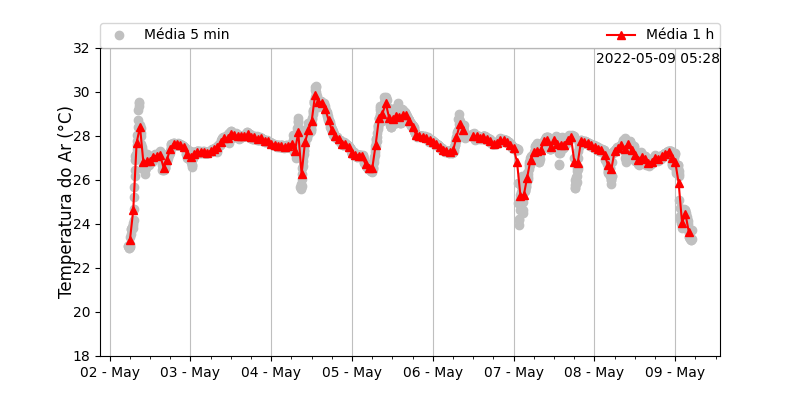 Média 5 min
Média 1 h
2022-05-09 05:28
Temperatura do Ar (°C)
32
30
28
26
24
22
20
18
02 - May
03 - May
04 - May
05 - May
06 - May
07 - May
08 - May
09 - May